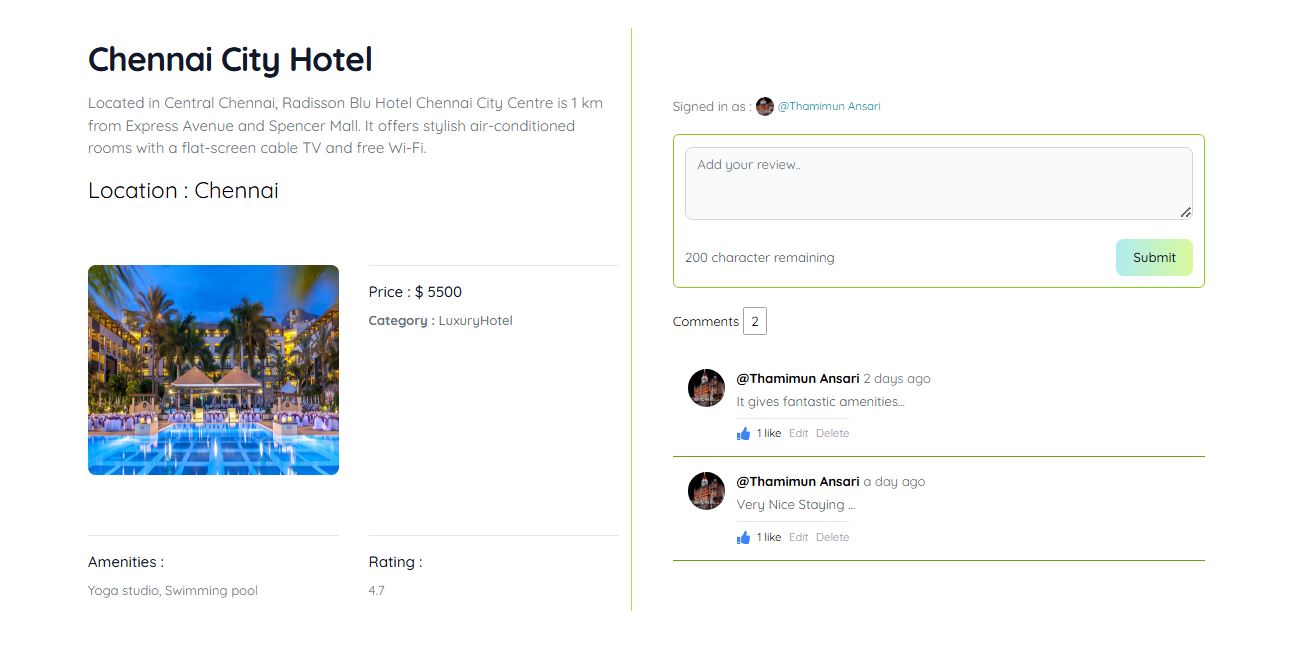 Chennai City Hotel
Located in Central Chennai, Radisson Blu Hotel Chennai City Centre is 1 km
from Express Avenue and Spencer Mall. It offers stylish air-conditioned
rooms with a flat-screen cable TV and free Wi-Fi.
Location : Chennai
Price : $ 5500
Category : LuxuryHotel
Amenities :
Yoga studio, Swimming pool
Rating :
4.7
Signed in as : @Thamimun Ansari
Add your review..
200 character remaining
Submit
Comments 2
@Thamimun Ansari 2 days ago
It gives fantastic amenities...
1 like Edit Delete
@Thamimun Ansari a day ago
Very Nice Staying ...
1 like Edit Delete